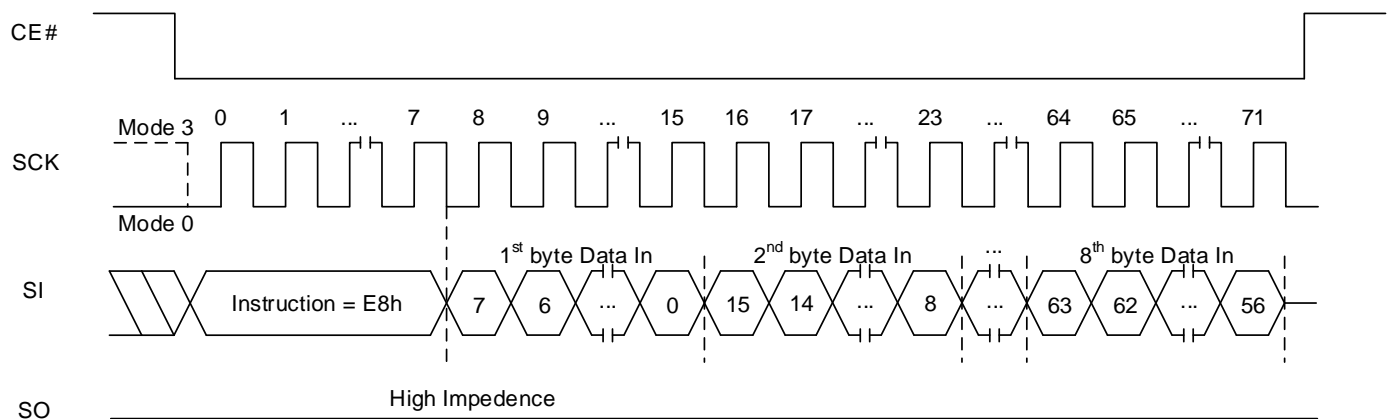 CE#
0 1 ... 7 8 9 ... 15 16 17 ... 23 ... 64 65 ... 71
Mode 3
SCK
Mode 0
1st byte Data In 2nd byte Data In ... 8th byte Data In
SI Instruction = E8h 7 6 ... 0 15 14 ... 8 ... 63 62 ... 56
High Impedence
SO